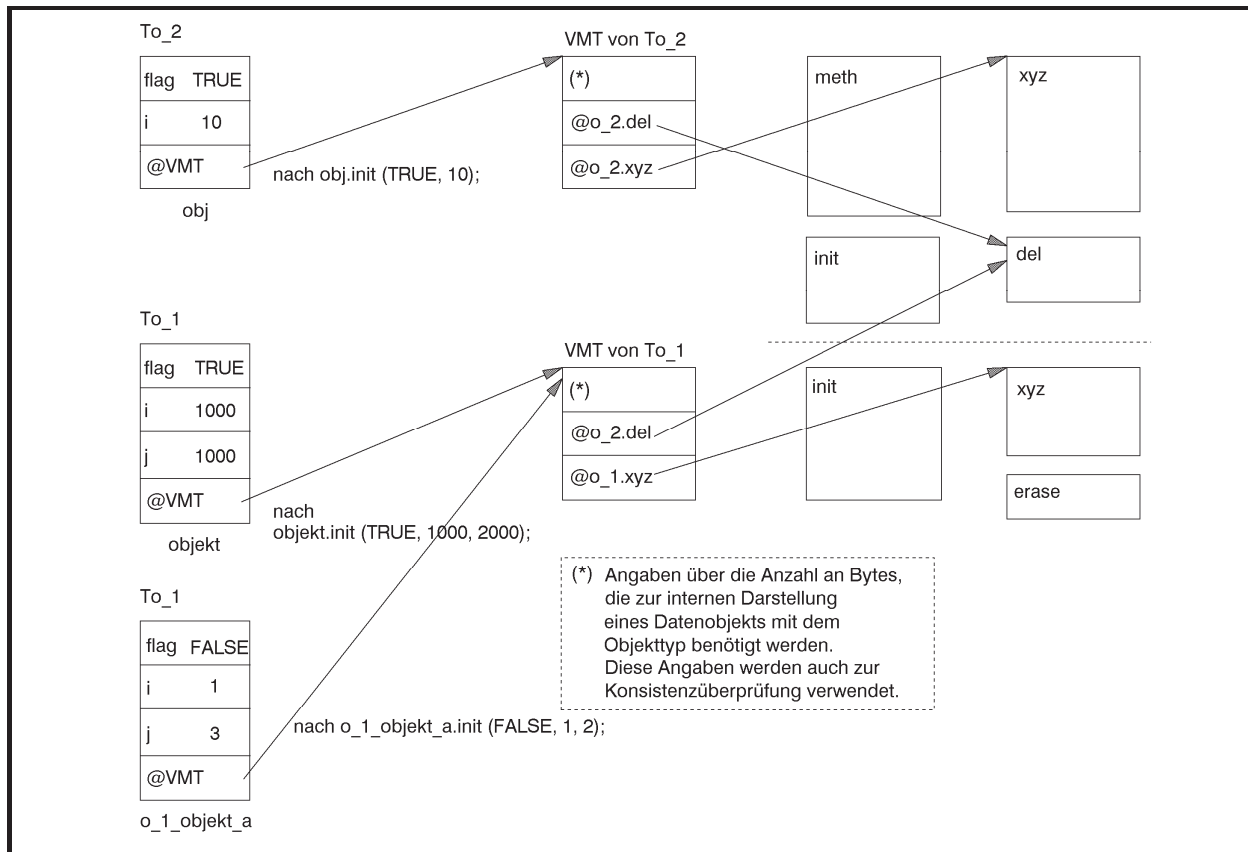 To_2
flag TRUE
i 10
@VMT
obj
nach obj.init (TRUE, 10);
VMT von To_2
(*)
@o_2.del
@o_2.xyz
meth
xyz
init
del
To_1
flag TRUE
i 1000
j 1000
@VMT
objekt
nach
objekt.init (TRUE, 1000, 2000);
VMT von To_1
(*)
@o_2.del
@o_1.xyz
init
xyz
erase
To_1
flag FALSE
i 1
j 3
@VMT
o_1_objekt_a
nach o_1_objekt_a.init (FALSE, 1, 2);
(*) Angaben über die Anzahl an Bytes,
die zur internen Darstellung
eines Datenobjekts mit dem
Objekttyp benötigt werden.
Diese Angaben werden auch zur
Konsistenzüberprüfung verwendet.